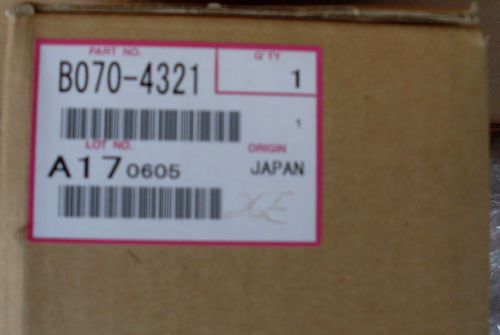 PART NO. Q'TY
B070-4321 1
1
LOT NO. ORIGIN
A17 0605 JAPAN